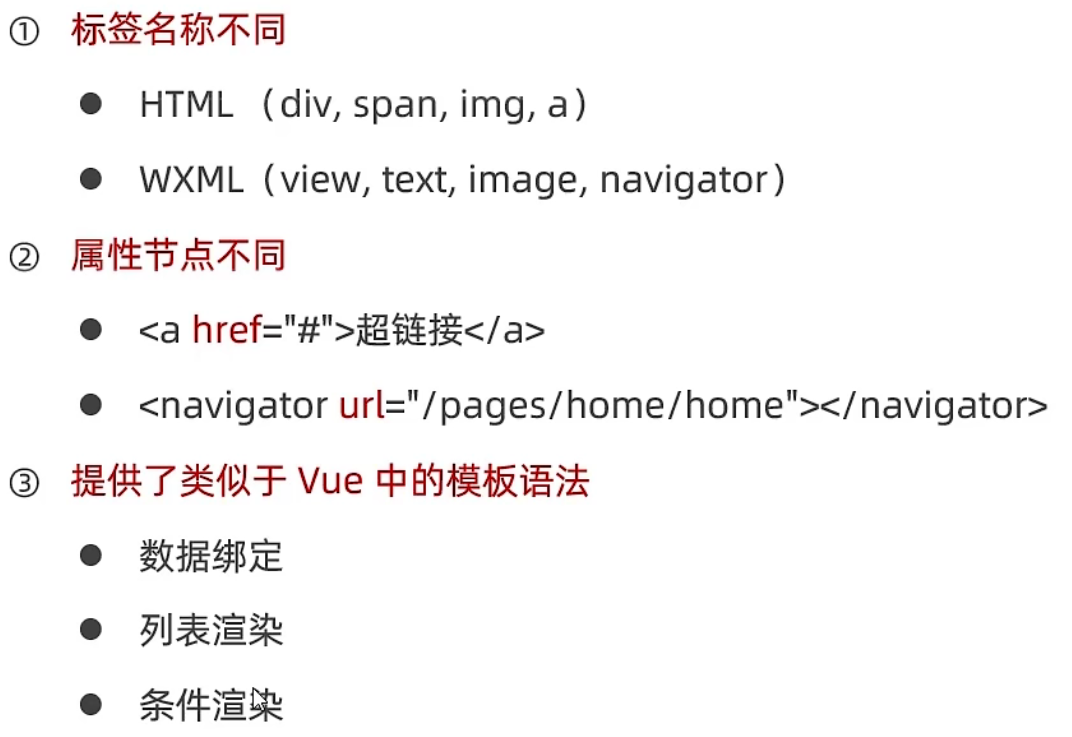 ① 标签名称不同
● HTML（div, span, img, a）
● WXML（view, text, image, navigator）
② 属性节点不同
● <a href="#">超链接</a>
● <navigator url="/pages/home/home"></navigator>
③ 提供了类似于 Vue 中的模板语法
● 数据绑定
● 列表渲染
● 条件渲染